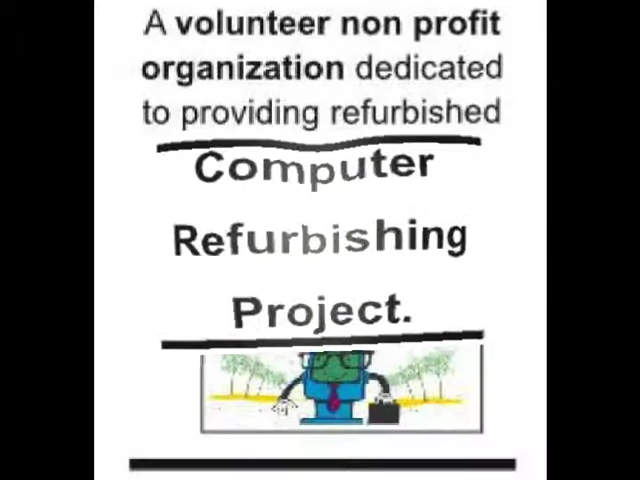 A volunteer non profit
organization dedicated
to providing refurbished
Computer
Refurbishing
Project.